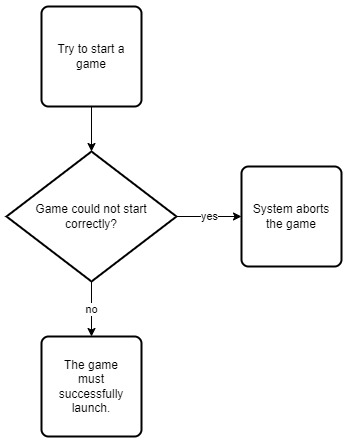 Try to start a
game
Game could not start
correctly?
yes
System aborts
the game
no
The game
must
successfully
launch.